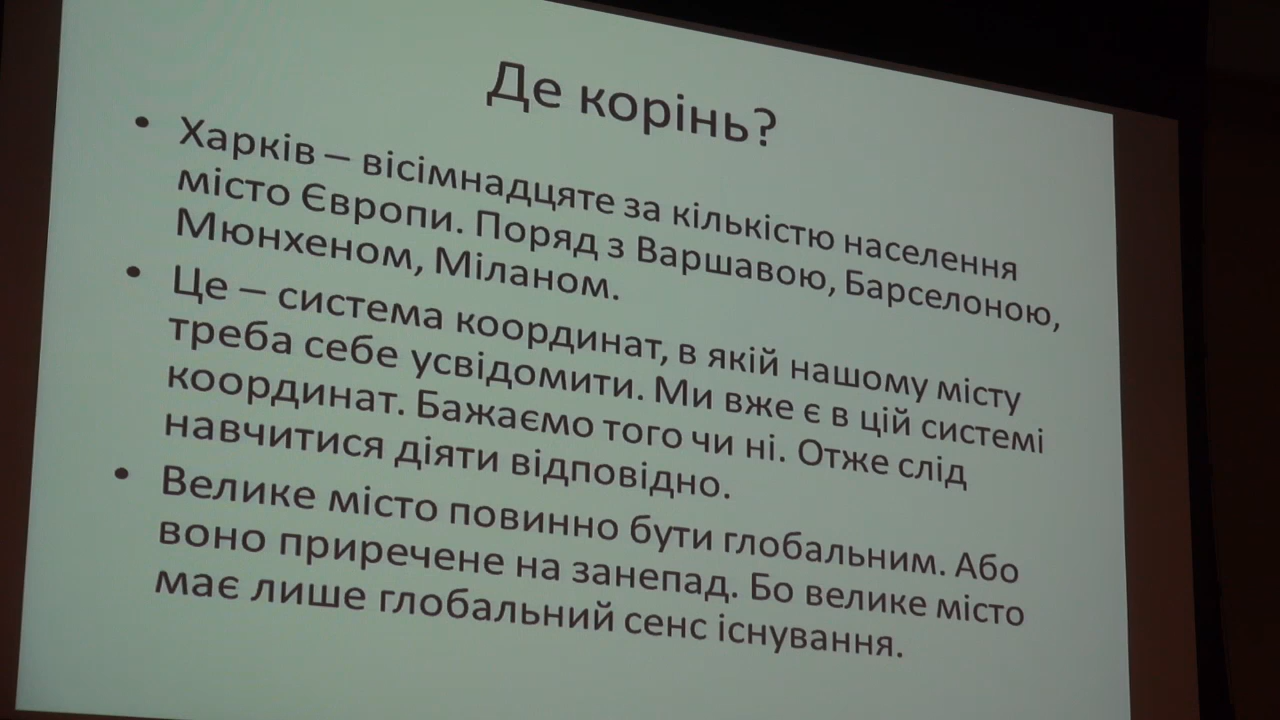 Де корінь?
• Харків – вісімнадцяте за кількістю населення
місто Європи. Поряд з Варшавою, Барселоною,
Мюнхеном, Міланом.
• Це – система координат, в якій нашому місту
треба себе усвідомити. Ми вже є в цій системі
координат. Бажаємо того чи ні. Отже слід
навчитися діяти відповідно.
• Велике місто повинно бути глобальним. Або
воно приречене на занепад. Бо велике місто
має лише глобальний сенс існування.